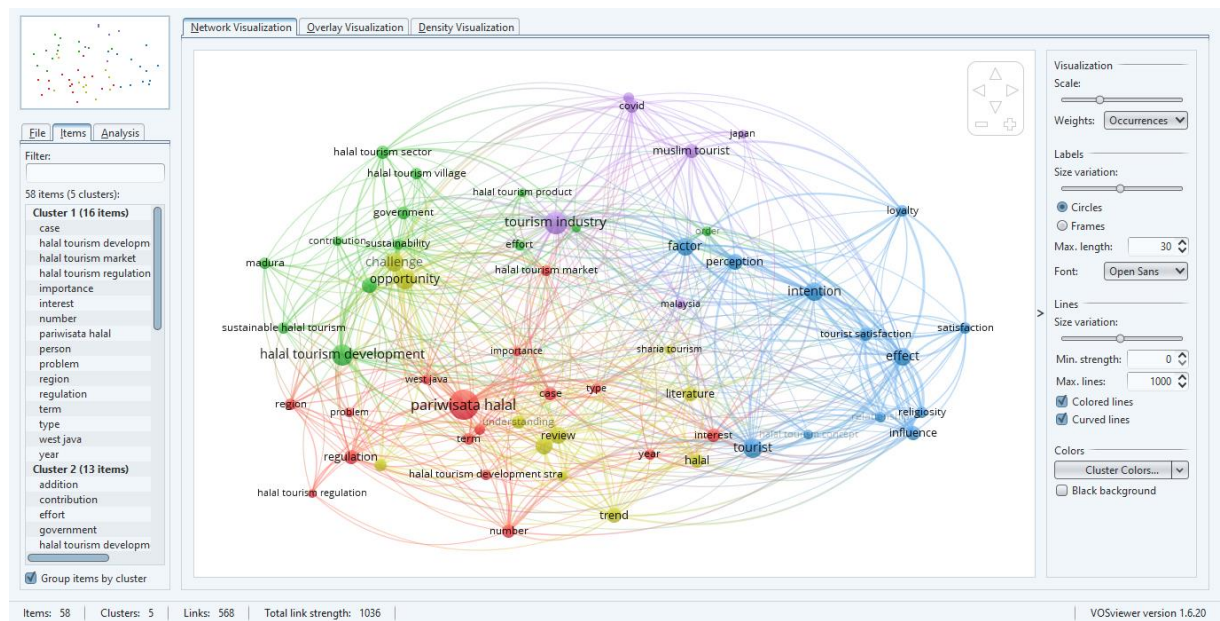 Network Visualization
Overlay Visualization
Density Visualization
File
Items
Analysis
Filter:
58 items (5 clusters):
Cluster 1 (16 items)
case
halal tourism developm
halal tourism market
halal tourism regulation
importance
interest
number
pariwisata halal
person
problem
region
regulation
term
type
west java
year
Cluster 2 (13 items)
addition
contribution
effort
government
halal tourism developm
Group items by cluster
covid
japan
halal tourism sector
muslim tourist
halal tourism village
halal tourism product
government
tourism industry
loyalty
order
contribution
sustainability
effort
factor
madura
challenge
perception
halal tourism market
opportunity
intention
malaysia
sustainable halal tourism
tourist satisfaction
satisfaction
halal tourism development
importance
sharia tourism
effect
west java
case
type
literature
region
problem
pariwisata halal
understanding
religiosity
term
review
interest
halal tourism concept
influence
regulation
year
halal
tourist
halal tourism development stra
halal tourism regulation
trend
number
Visualization
Scale:
Weights: Occurrences
Labels
Size variation:
Circles
Frames
Max. length: 30
Font: Open Sans
Lines
Size variation:
Min. strength: 0
Max. lines: 1000
Colored lines
Curved lines
Colors
Cluster Colors...
Black background
>
Items: 58
Clusters: 5
Links: 568
Total link strength: 1036
VOSviewer version 1.6.20